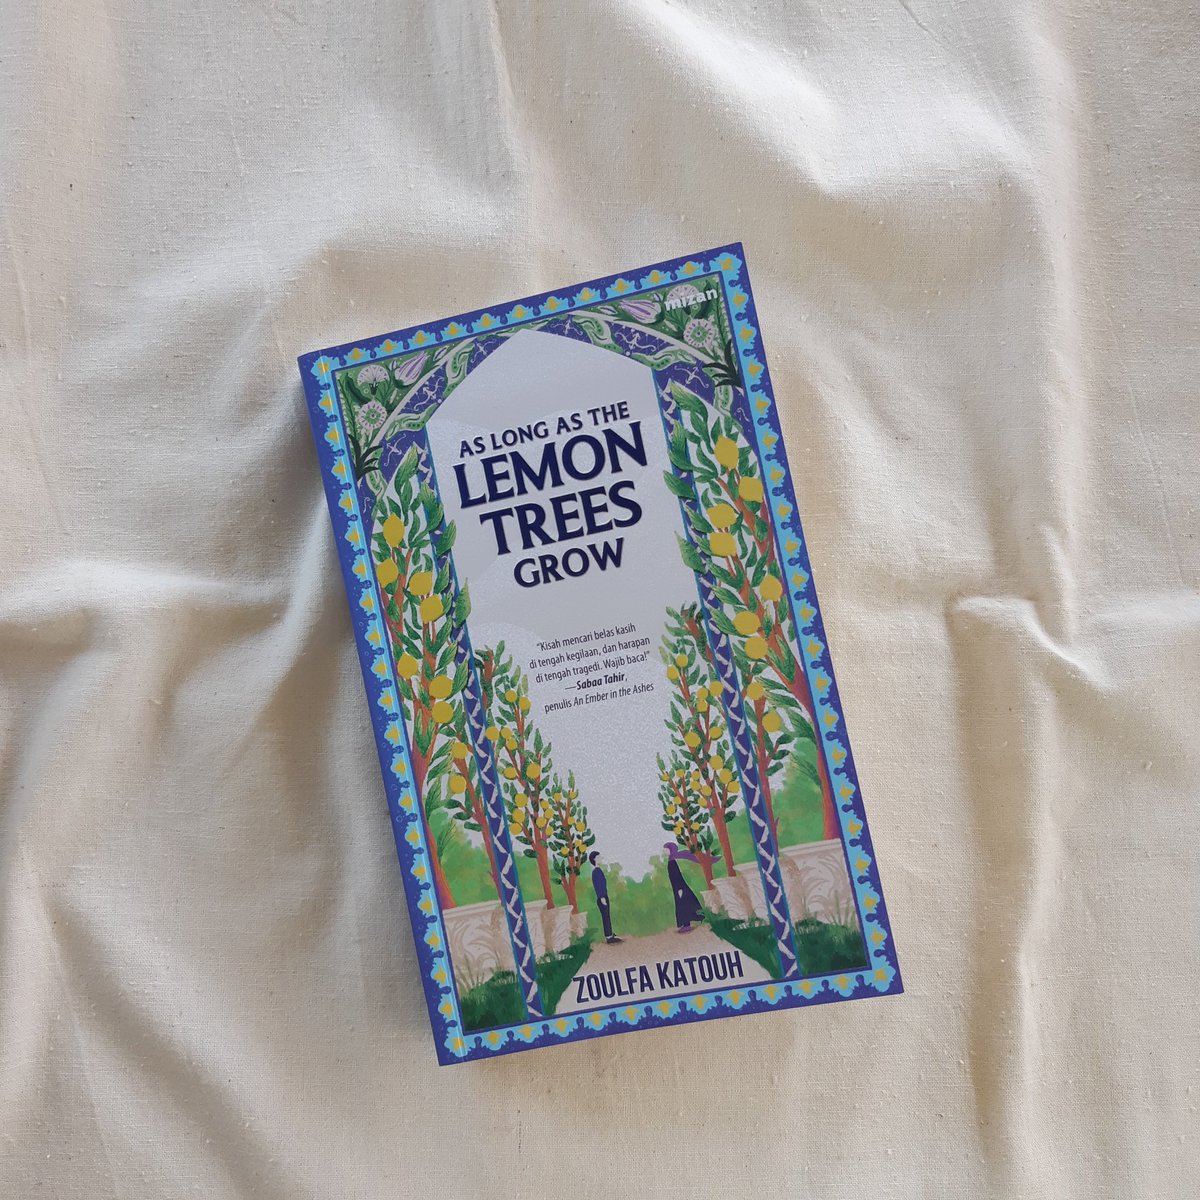 mizan
AS LONG AS THE
LEMON
TREES
GROW
“Kisah mencari belas kasih
di tengah kegilaan, dan harapan
di tengah tragedi. Wajib baca!”
—Sabaa Tahir,
penulis An Ember in the Ashes
ZOULFA KATOUH